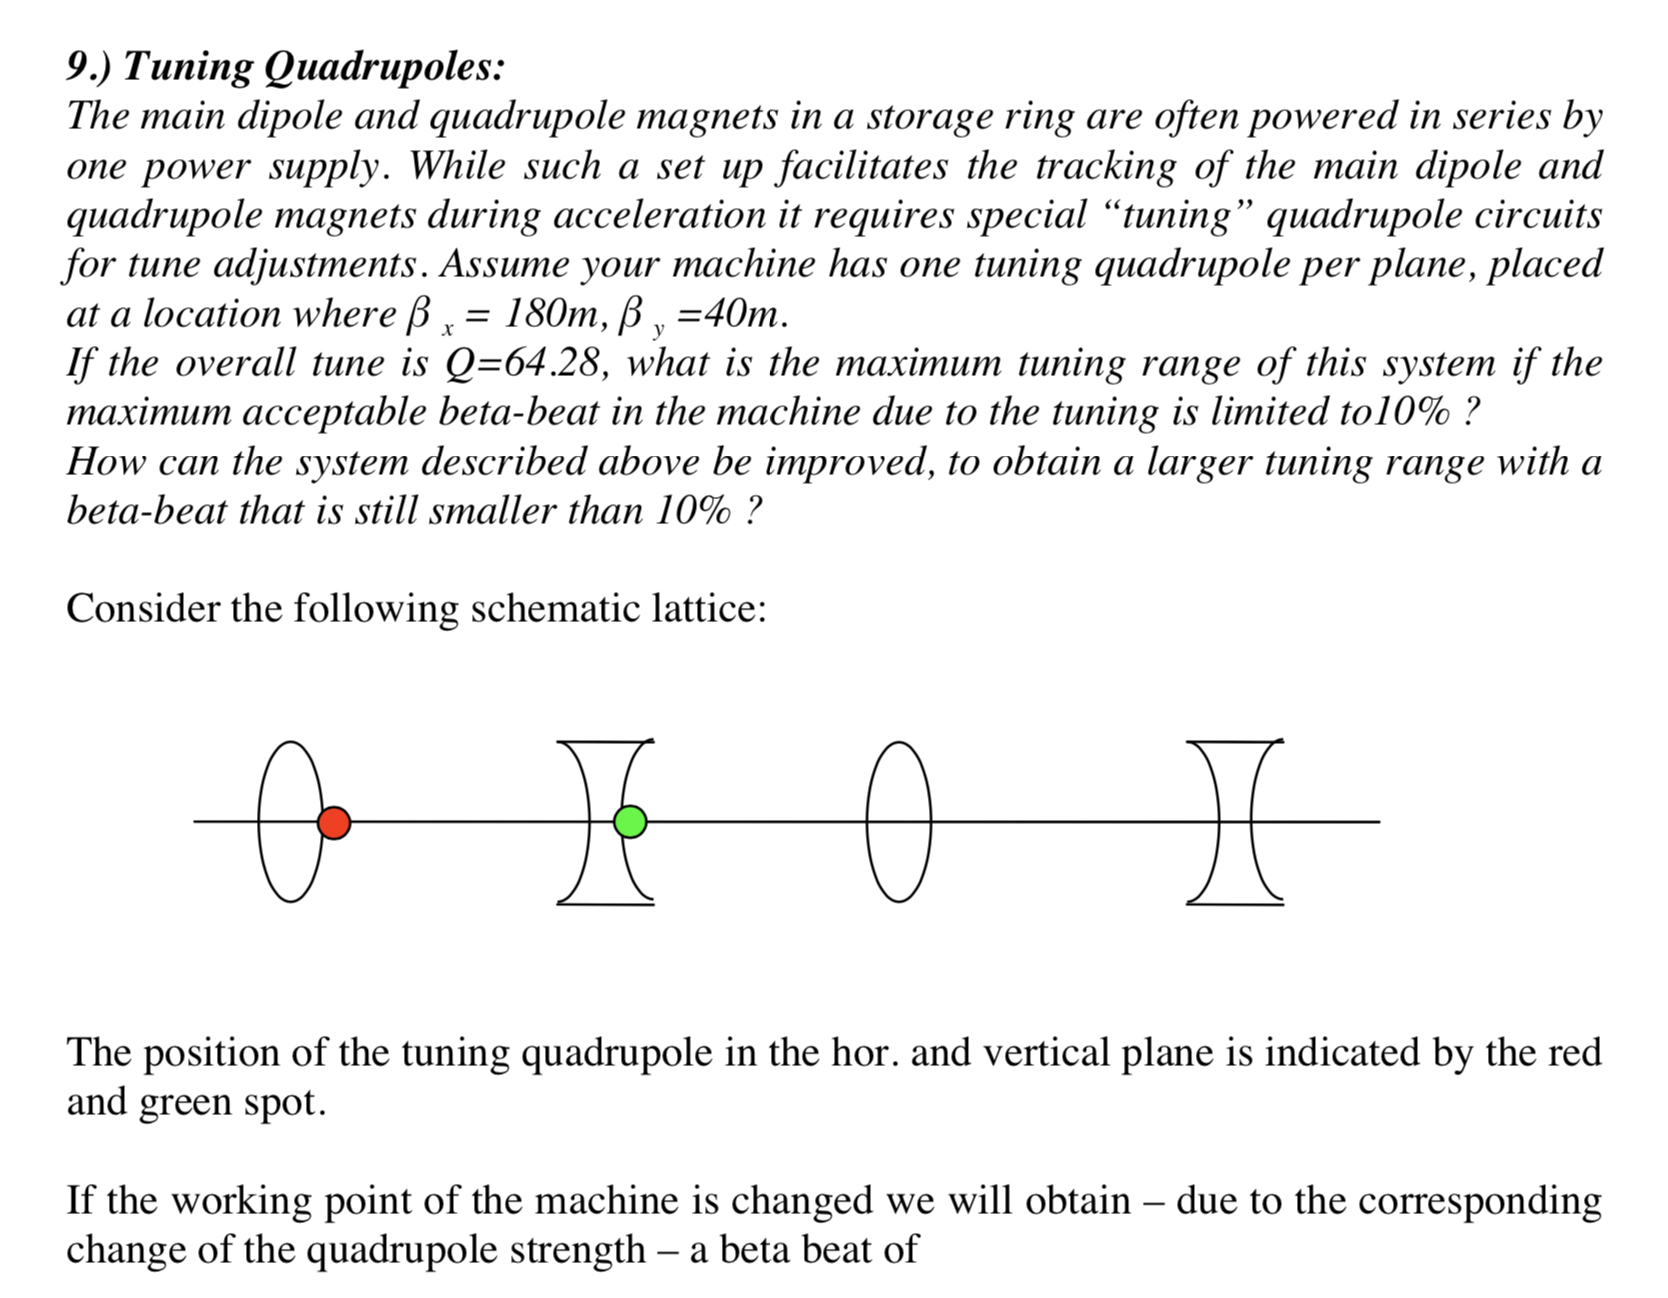 9.) Tuning Quadrupoles:
The main dipole and quadrupole magnets in a storage ring are often powered in series by
one power supply. While such a set up facilitates the tracking of the main dipole and
quadrupole magnets during acceleration it requires special “tuning” quadrupole circuits
for tune adjustments. Assume your machine has one tuning quadrupole per plane, placed
at a location where β x = 180m, β y =40m.
If the overall tune is Q=64.28, what is the maximum tuning range of this system if the
maximum acceptable beta-beat in the machine due to the tuning is limited to10% ?
How can the system described above be improved, to obtain a larger tuning range with a
beta-beat that is still smaller than 10% ?
Consider the following schematic lattice:
The position of the tuning quadrupole in the hor. and vertical plane is indicated by the red
and green spot.
If the working point of the machine is changed we will obtain – due to the corresponding
change of the quadrupole strength – a beta beat of